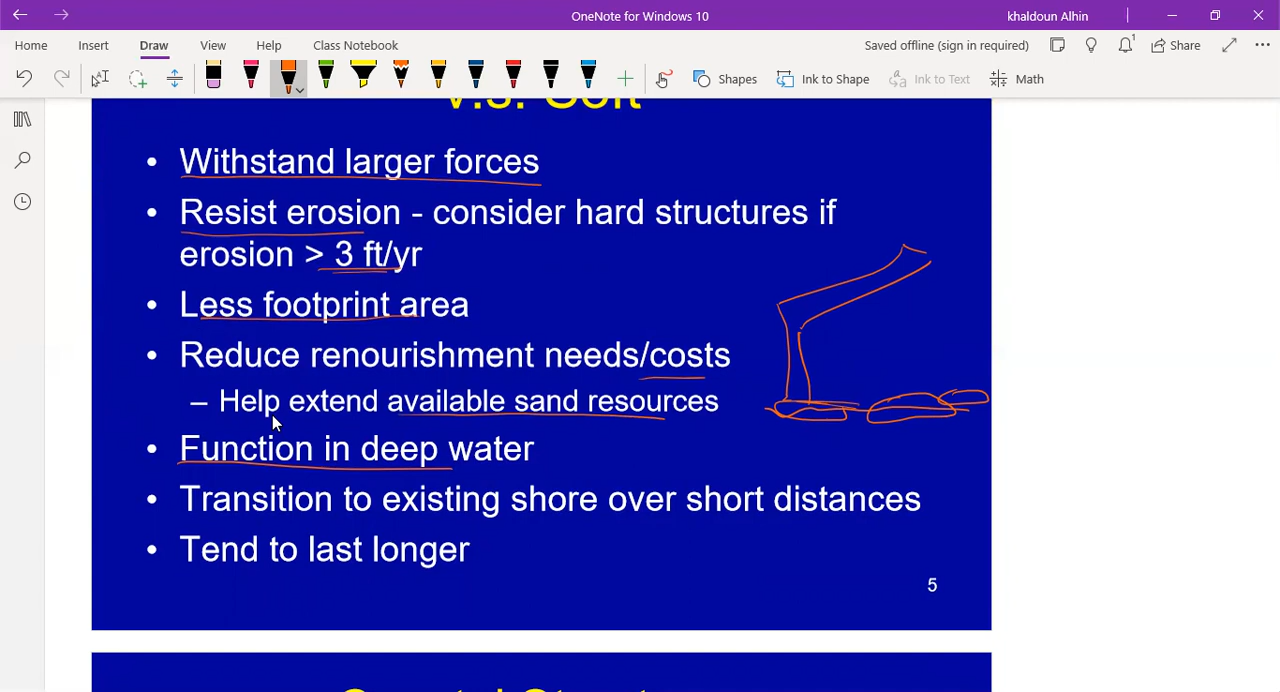 OneNote for Windows 10
khaldoun Alhin
Home Insert Draw View Help Class Notebook
Saved offline (sign in required)
1
Share
Shapes
Ink to Shape
Ink to Text
Math
v.s. Soft
• Withstand larger forces
• Resist erosion - consider hard structures if
erosion > 3 ft/yr
• Less footprint area
• Reduce renourishment needs/costs
– Help extend available sand resources
• Function in deep water
• Transition to existing shore over short distances
• Tend to last longer
5